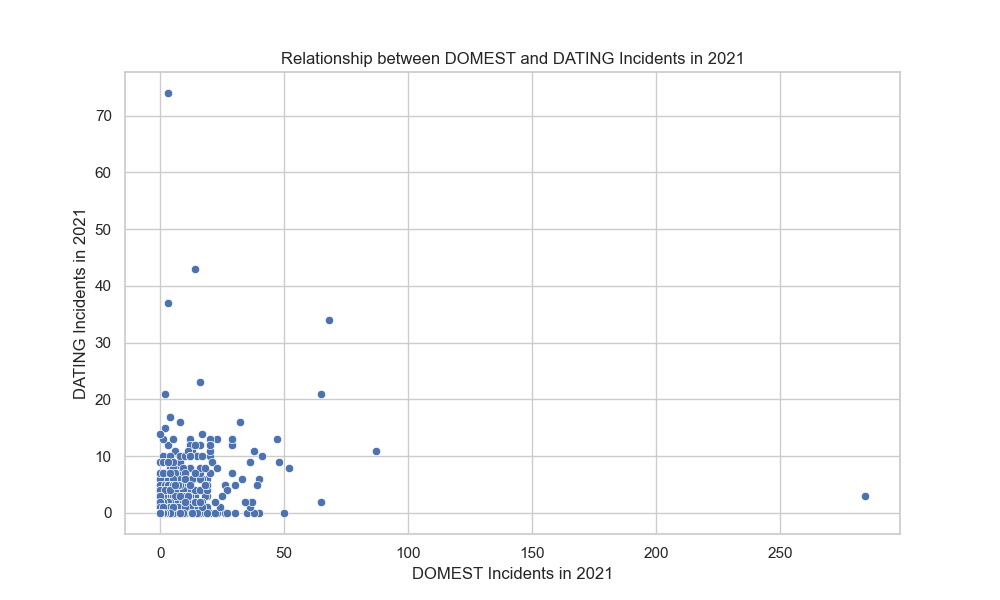 Relationship between DOMEST and DATING Incidents in 2021
70
60
50
40
30
20
10
0
DATING Incidents in 2021
0 50 100 150 200 250
DOMEST Incidents in 2021